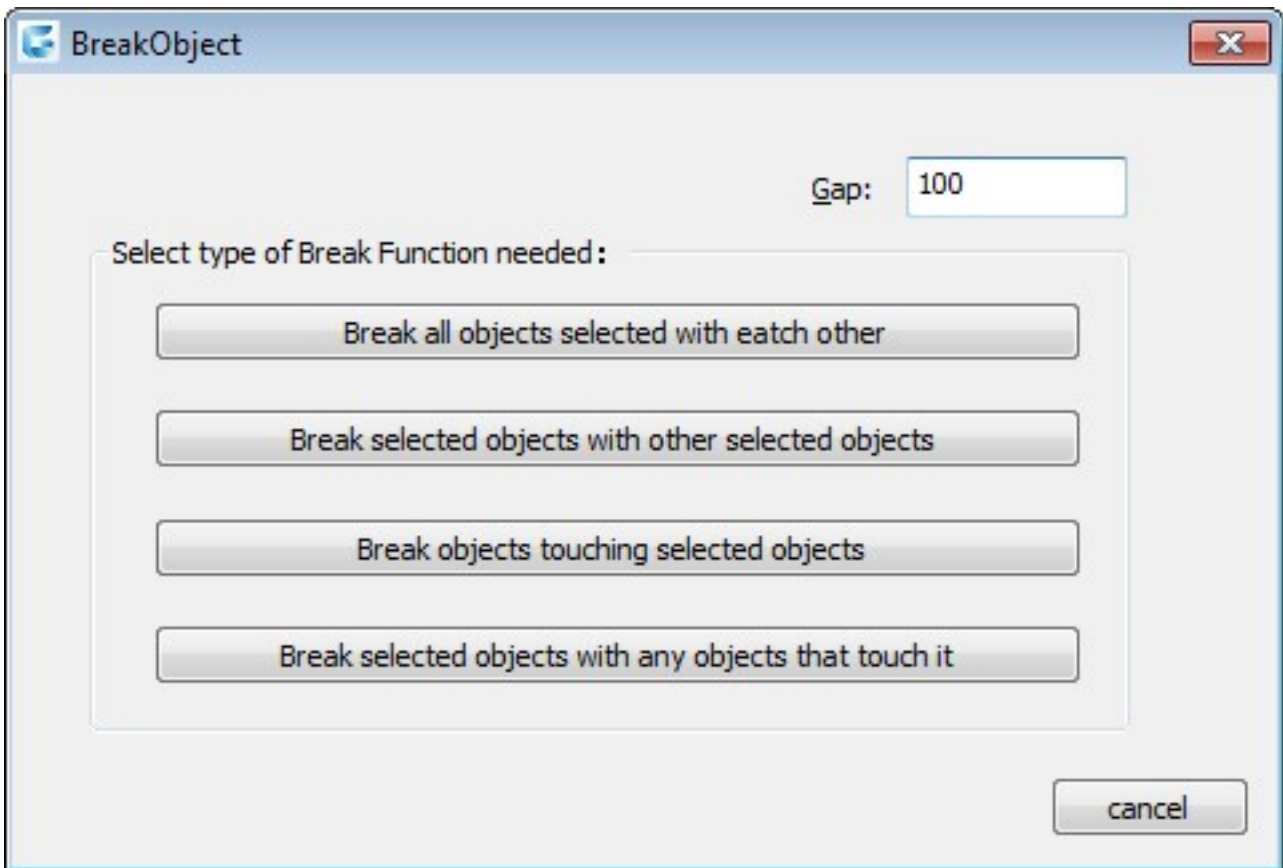 BreakObject
Gap: 100
Select type of Break Function needed:
Break all objects selected with eatch other
Break selected objects with other selected objects
Break objects touching selected objects
Break selected objects with any objects that touch it
cancel